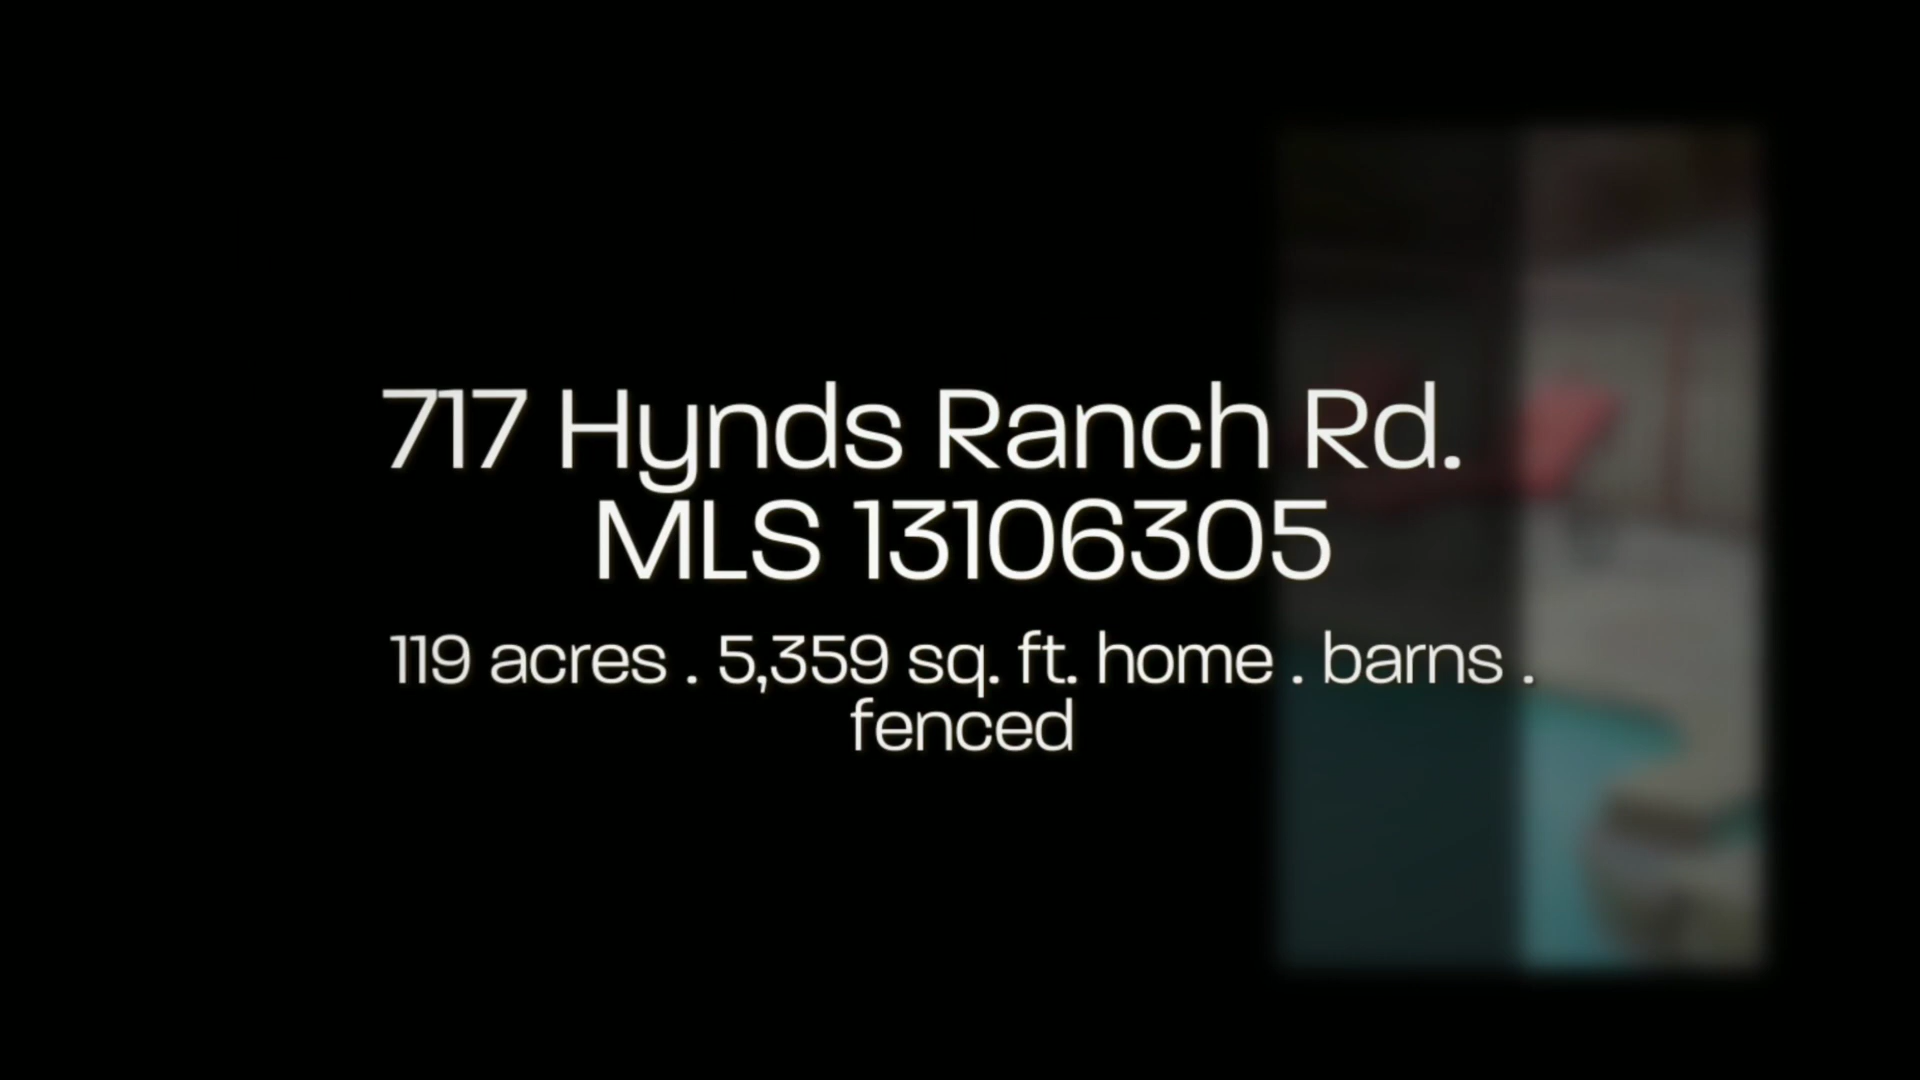 717 Hynds Ranch Rd.
MLS 13106305
119 acres . 5,359 sq. ft. home . barns .
fenced